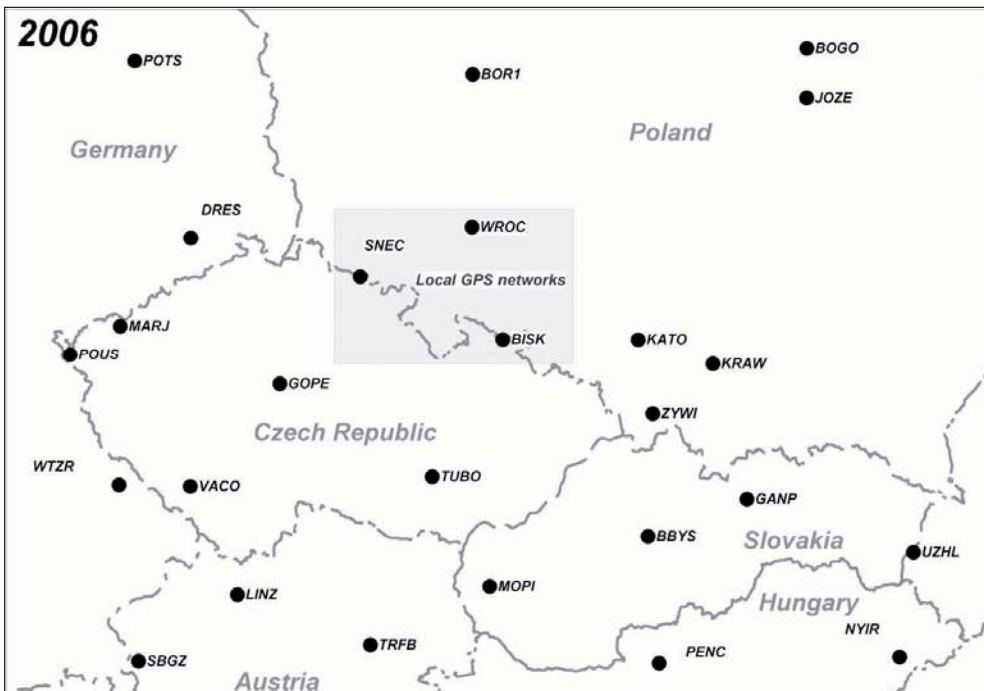 2006
POTS
BOR1
BOGO
JOZE
Germany
Poland
DRES
WROC
SNEC
Local GPS networks
MARJ
BISK
KATO
POUS
KRAW
GOPE
ZYWI
Czech Republic
WTZR
VACO
TUBO
GANP
BBYS
Slovakia
UZHL
MOPI
LINZ
Hungary
TRFB
PENC
NYIR
SBGZ
Austria